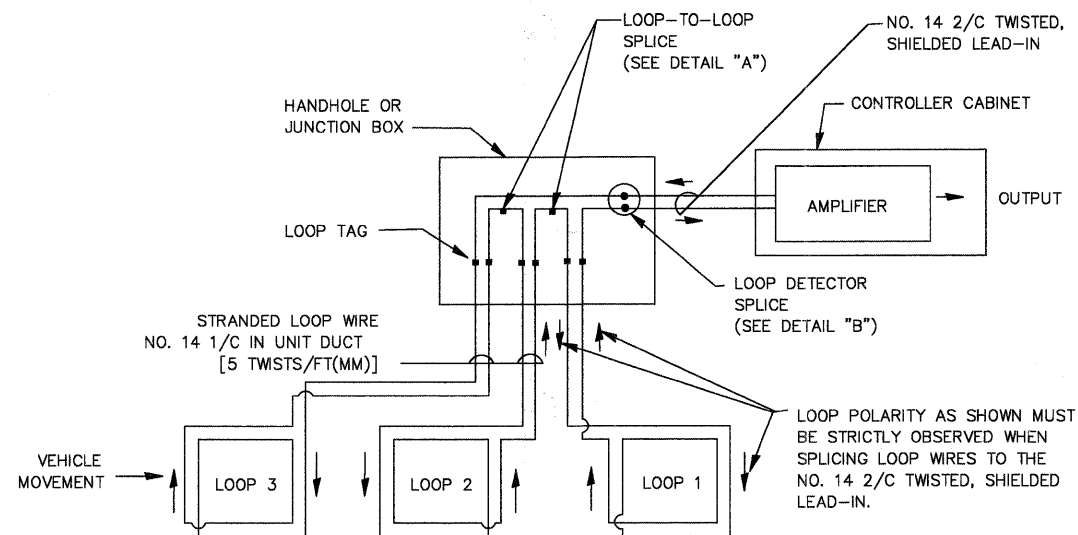 LOOP-TO-LOOP
SPLICE
(SEE DETAIL "A")
NO. 14 2/C TWISTED,
SHIELDED LEAD-IN
HANDHOLE OR
JUNCTION BOX
CONTROLLER CABINET
AMPLIFIER
OUTPUT
LOOP TAG
LOOP DETECTOR
SPLICE
(SEE DETAIL "B")
STRANDED LOOP WIRE
NO. 14 1/C IN UNIT DUCT
[5 TWISTS/FT(MM)]
LOOP POLARITY AS SHOWN MUST
BE STRICTLY OBSERVED WHEN
SPLICING LOOP WIRES TO THE
NO. 14 2/C TWISTED, SHIELDED
LEAD-IN.
VEHICLE
MOVEMENT
LOOP 3
LOOP 2
LOOP 1